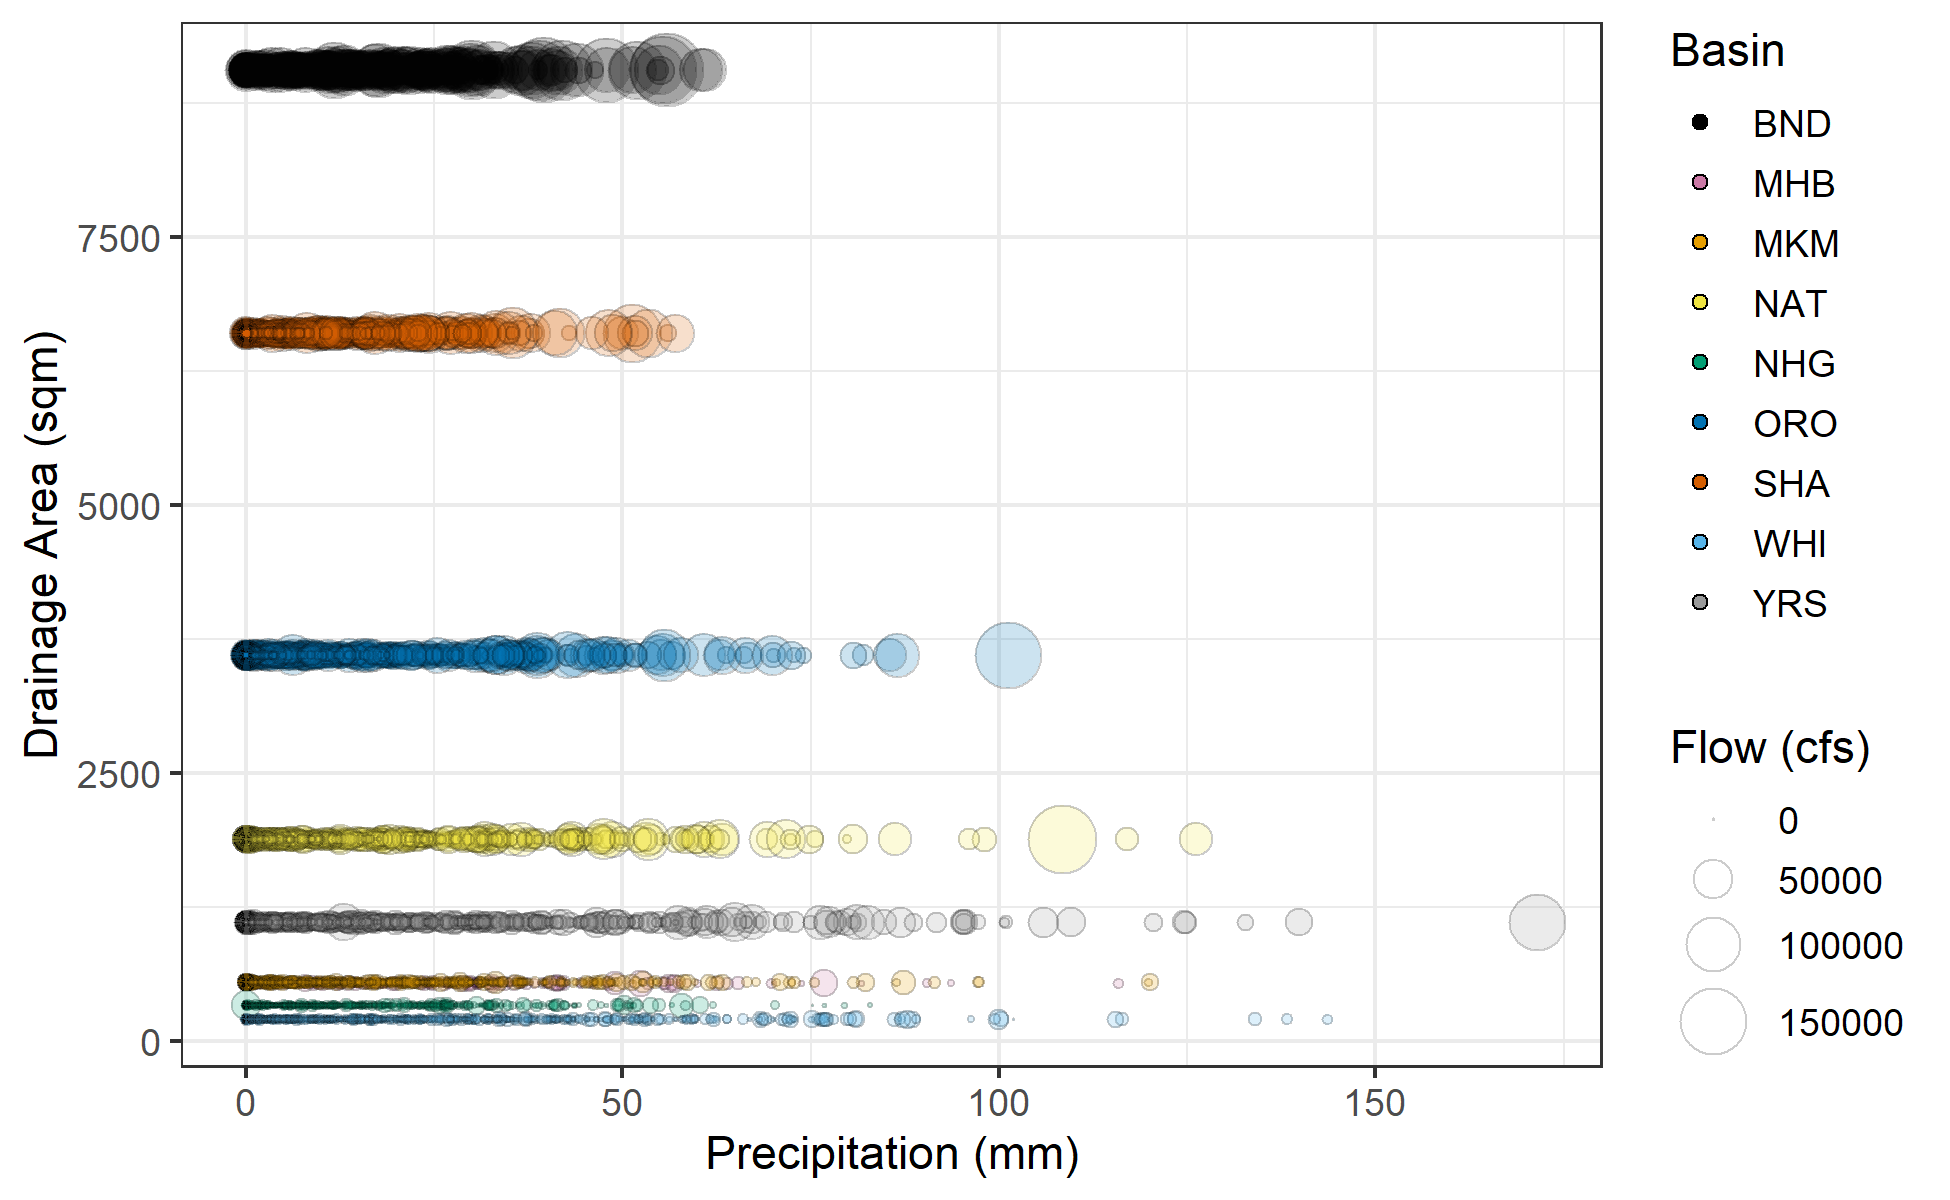 Drainage Area (sqm)
7500
5000
2500
0
0
50
100
150
Precipitation (mm)
Basin
BND
MHB
MKM
NAT
NHG
ORO
SHA
WHI
YRS
Flow (cfs)
0
50000
100000
150000